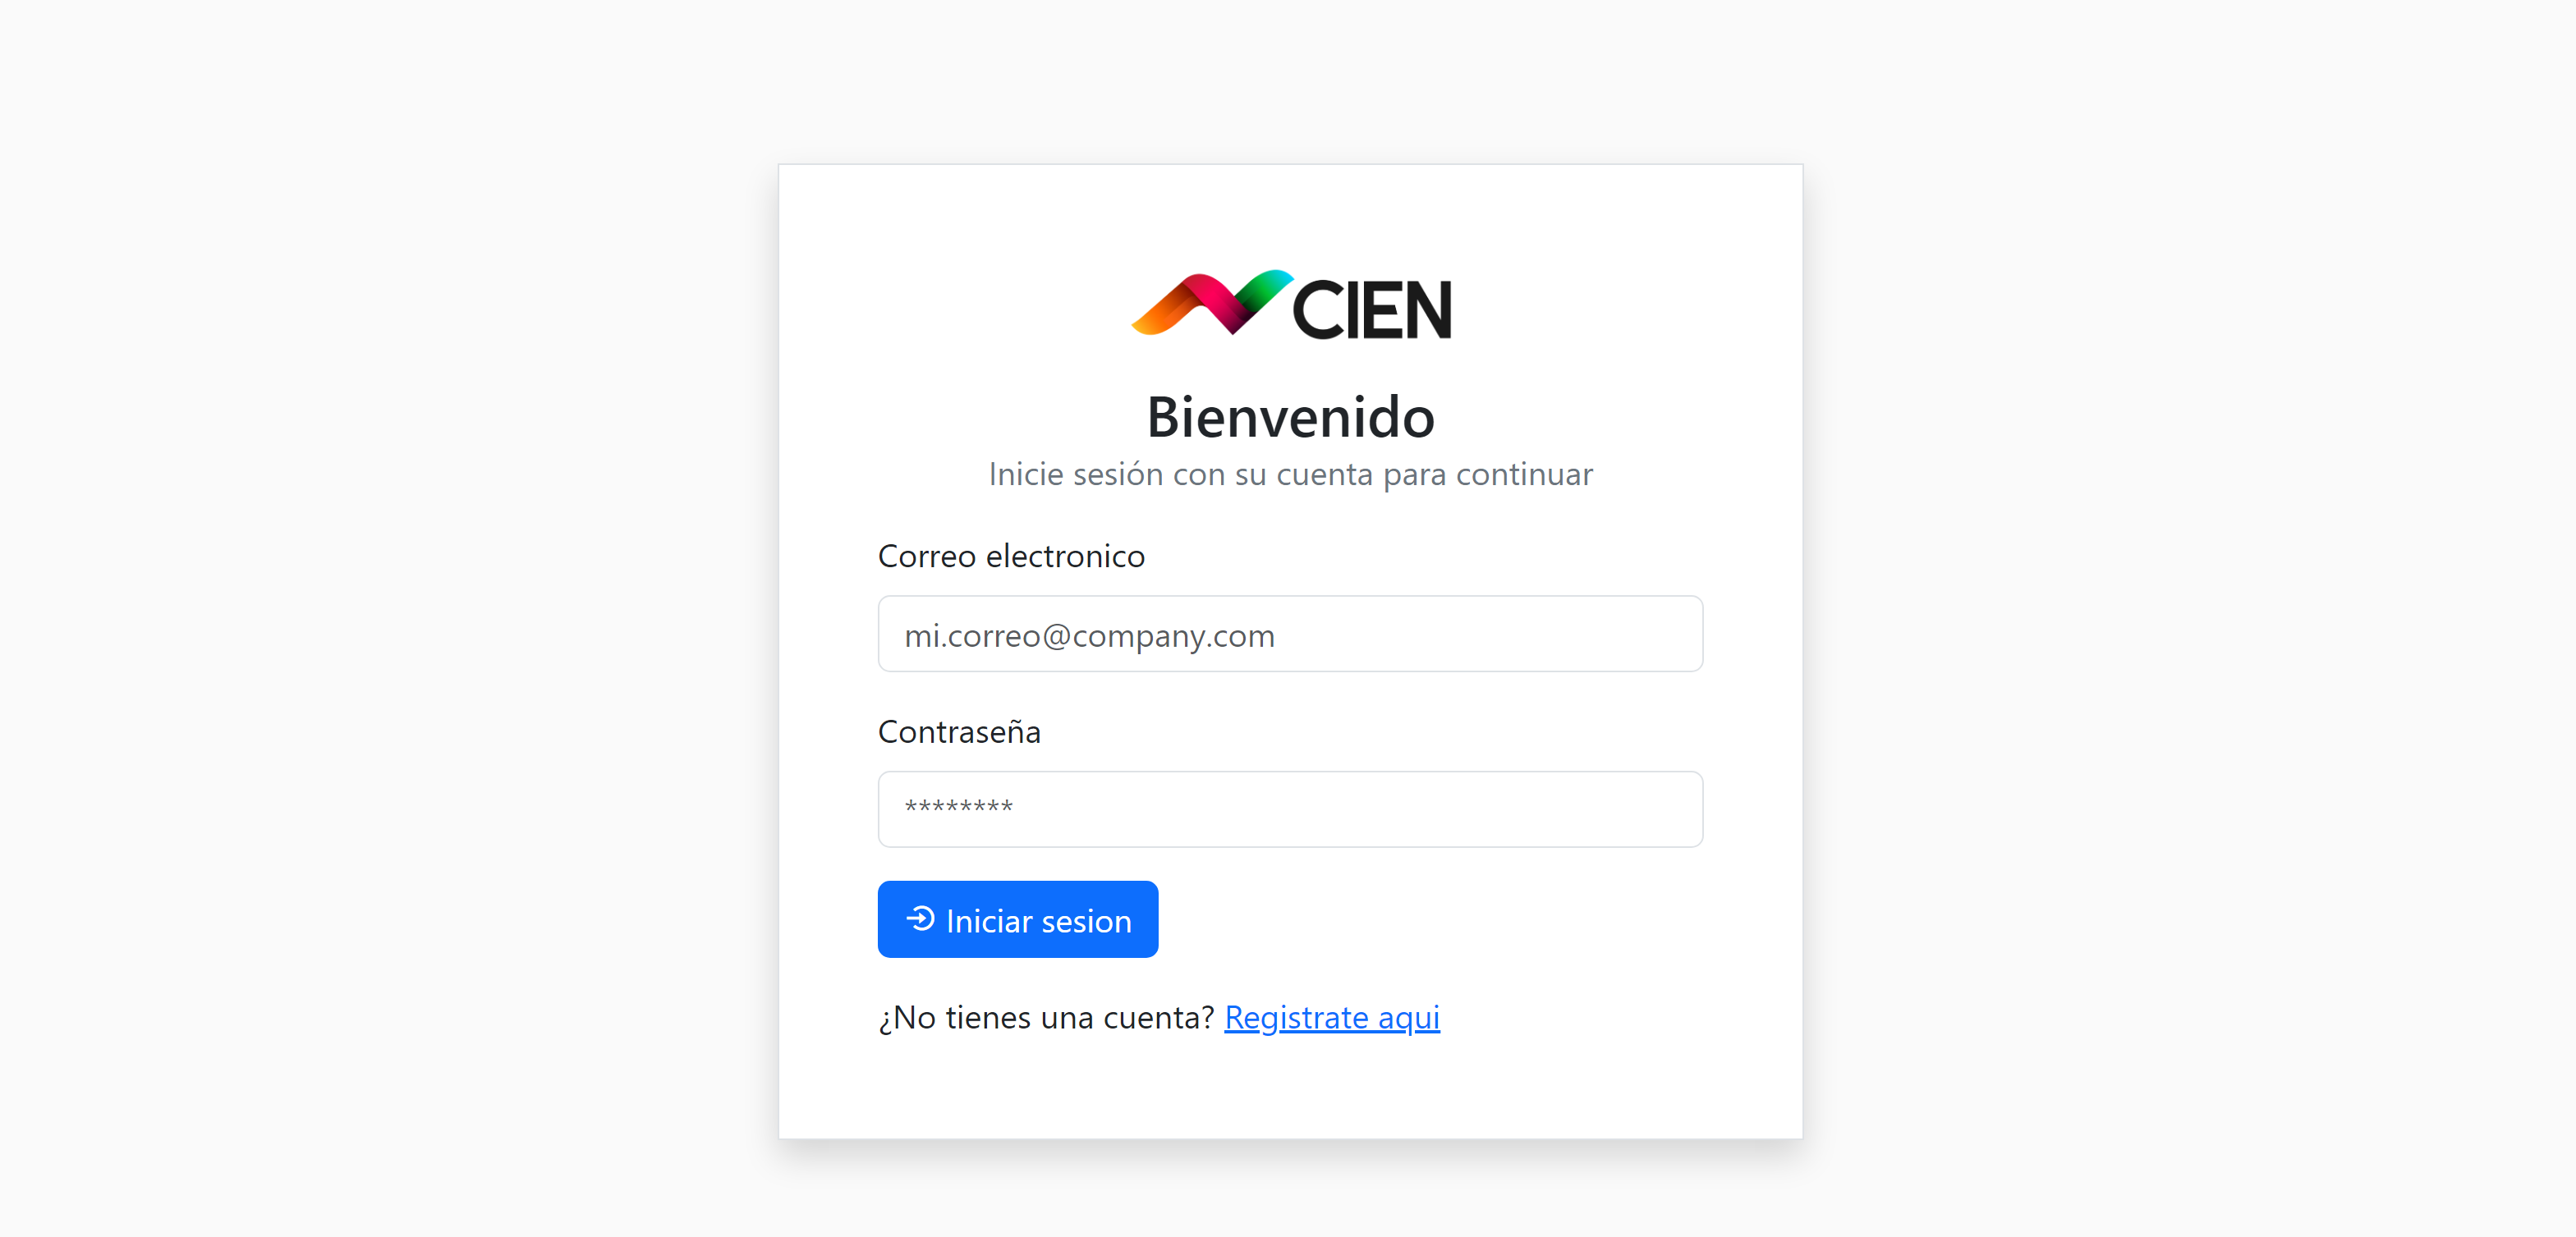 CIEN
Bienvenido
Inicie sesión con su cuenta para continuar
Correo electronico
mi.correo@company.com
Contraseña
********
Iniciar sesion
¿No tienes una cuenta? Registrate aqui